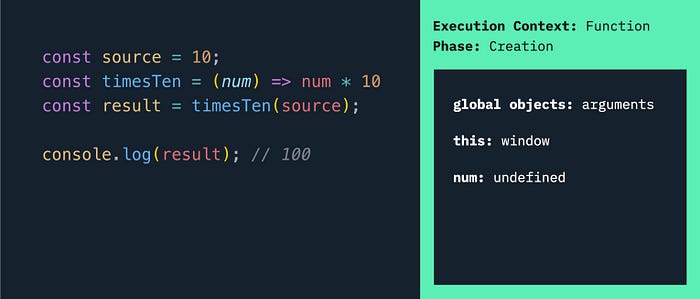 const source = 10;
const timesTen = (num) => num * 10
const result = timesTen(source);
console.log(result); // 100
Execution Context: Function
Phase: Creation
global objects: arguments
this: window
num: undefined